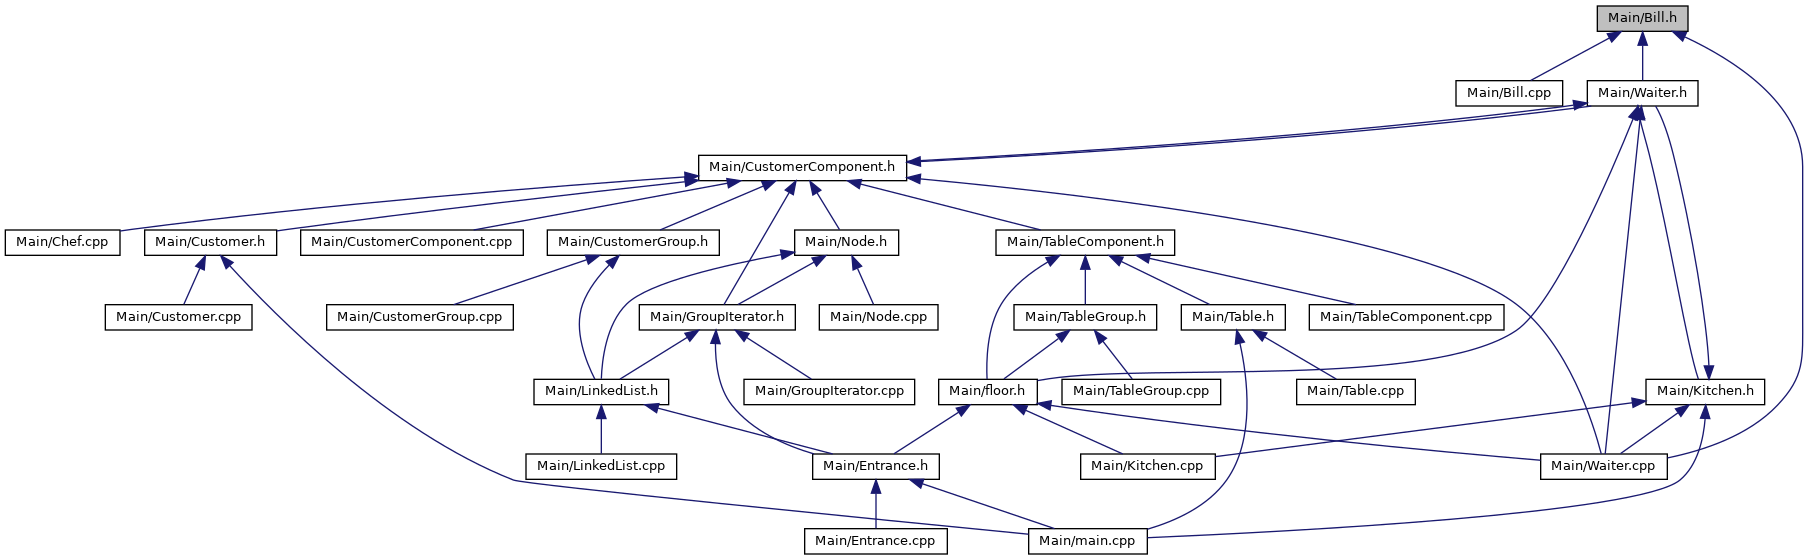 Main/Bill.h
Main/Bill.cpp
Main/Waiter.h
Main/CustomerComponent.h
Main/Chef.cpp
Main/Customer.h
Main/CustomerComponent.cpp
Main/CustomerGroup.h
Main/Node.h
Main/TableComponent.h
Main/Customer.cpp
Main/CustomerGroup.cpp
Main/GroupIterator.h
Main/Node.cpp
Main/TableGroup.h
Main/Table.h
Main/TableComponent.cpp
Main/LinkedList.h
Main/GroupIterator.cpp
Main/floor.h
Main/TableGroup.cpp
Main/Table.cpp
Main/Kitchen.h
Main/LinkedList.cpp
Main/Entrance.h
Main/Kitchen.cpp
Main/Waiter.cpp
Main/Entrance.cpp
Main/main.cpp